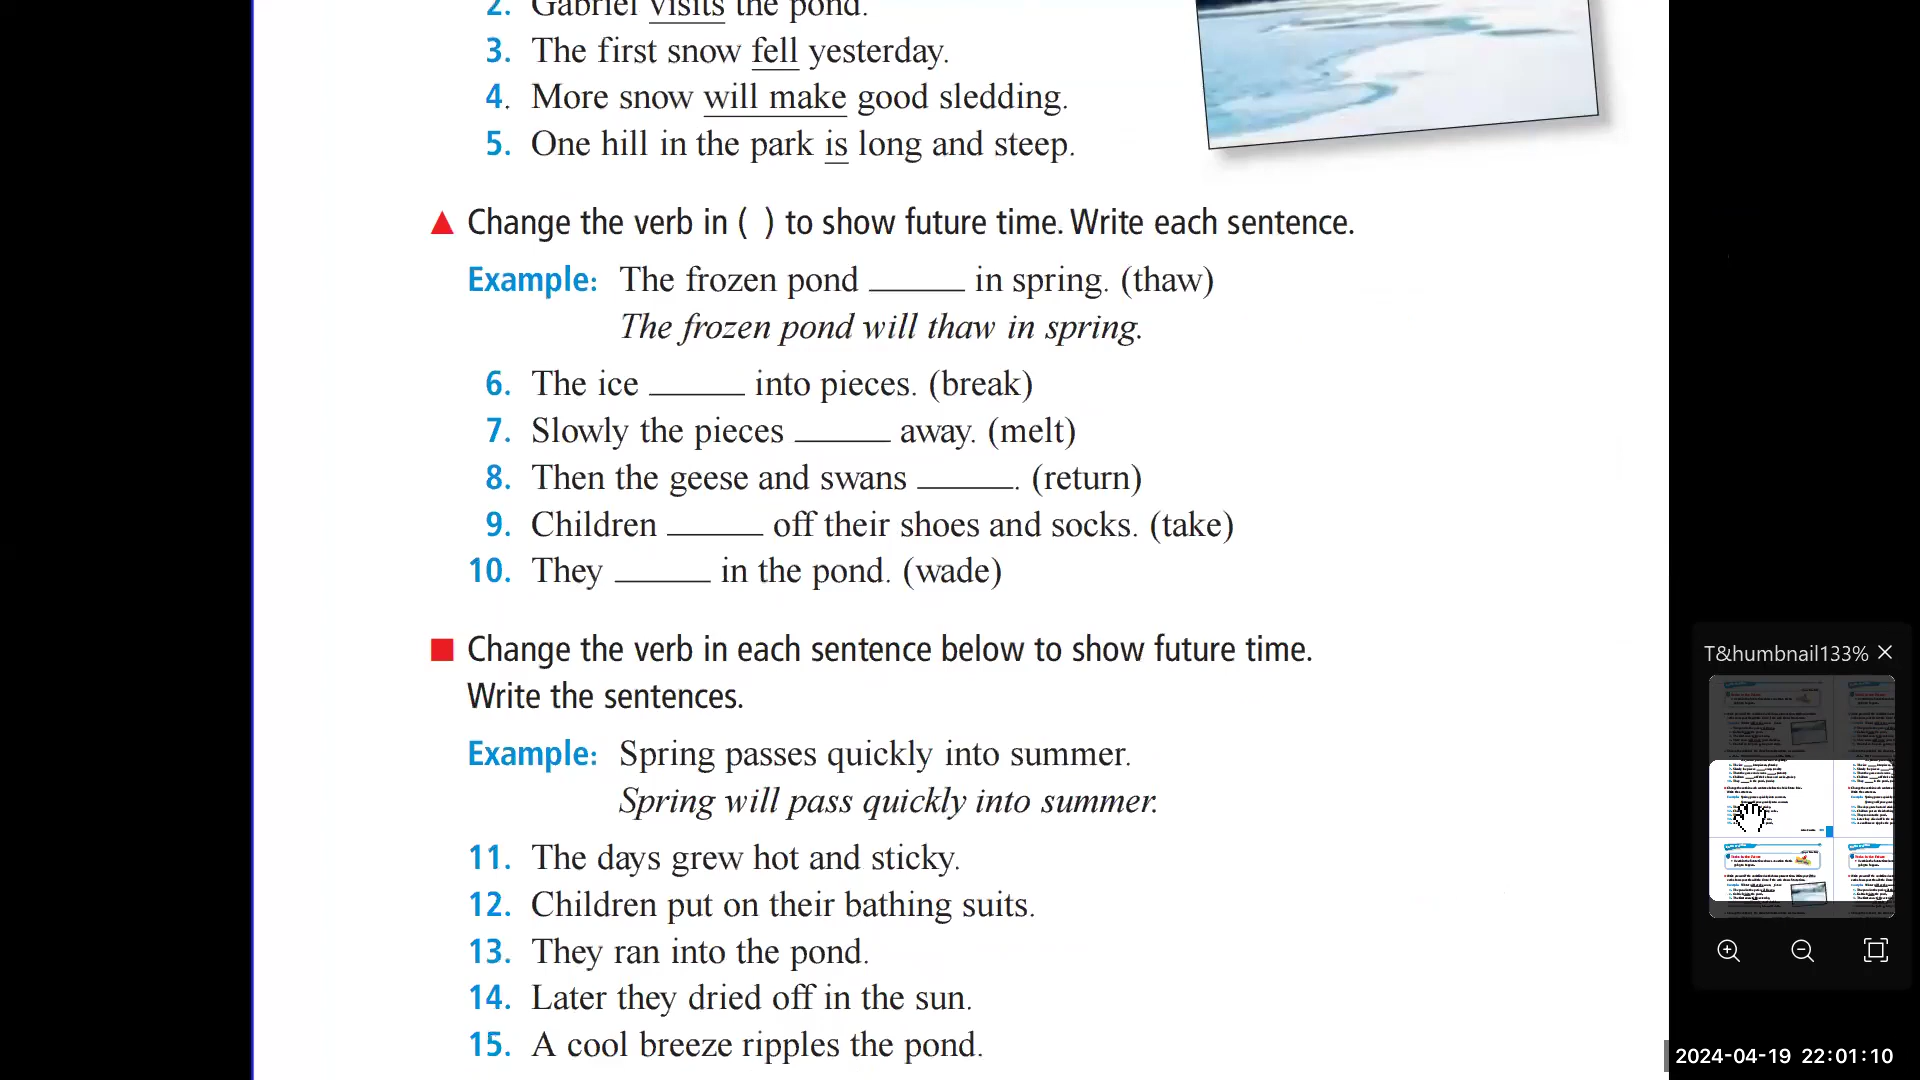 2. Gabriel visits the pond.
3. The first snow fell yesterday.
4. More snow will make good sledding.
5. One hill in the park is long and steep.
▲ Change the verb in ( ) to show future time. Write each sentence.
Example: The frozen pond ______ in spring. (thaw)
The frozen pond will thaw in spring.
6. The ice ______ into pieces. (break)
7. Slowly the pieces ______ away. (melt)
8. Then the geese and swans ______. (return)
9. Children ______ off their shoes and socks. (take)
10. They ______ in the pond. (wade)
■ Change the verb in each sentence below to show future time.
Write the sentences.
Example: Spring passes quickly into summer.
Spring will pass quickly into summer.
11. The days grew hot and sticky.
12. Children put on their bathing suits.
13. They ran into the pond.
14. Later they dried off in the sun.
15. A cool breeze ripples the pond.
T&humbnail133%
2024-04-19 22:01:10